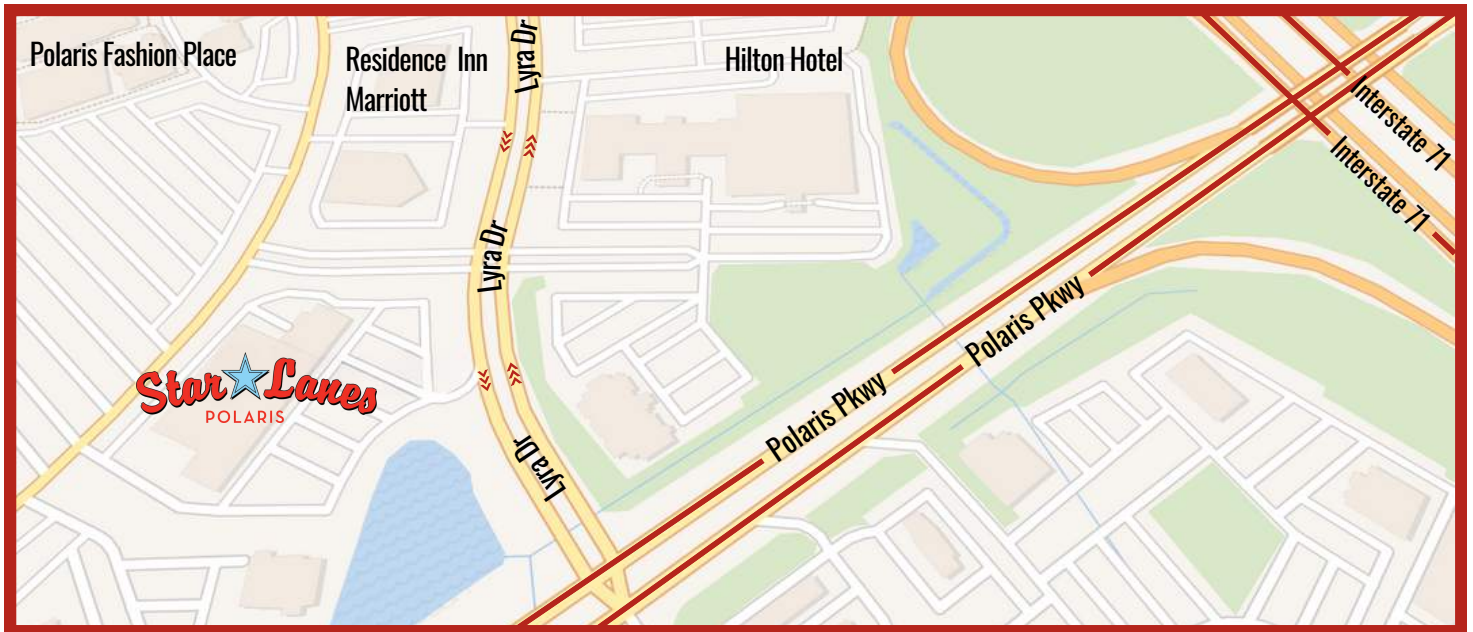 Polaris Fashion Place
Residence Inn
Marriott
Lyra Dr
Hilton Hotel
Interstate 71
Interstate 71
Lyra Dr
Polaris Pkwy
Star Lanes
POLARIS
Polaris Pkwy
Lyra Dr